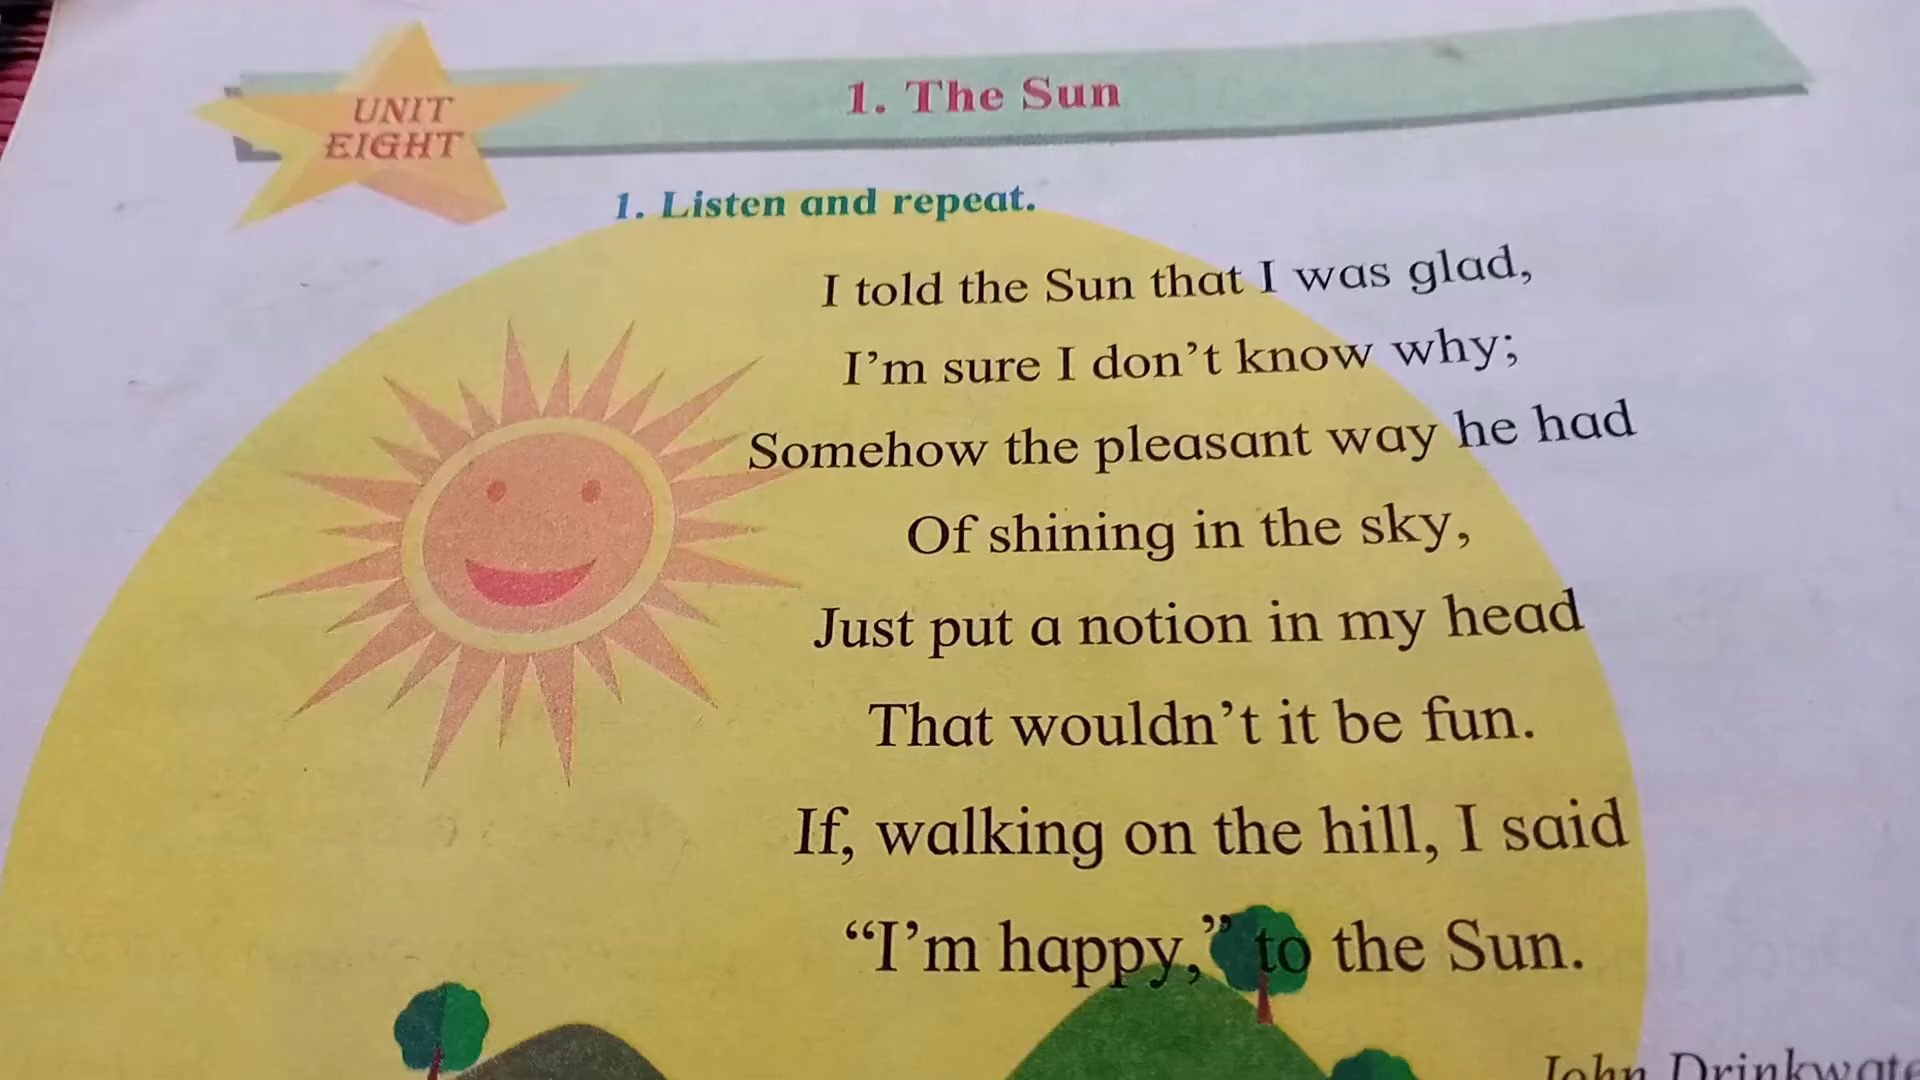 UNIT
EIGHT
1. The Sun
1. Listen and repeat.
I told the Sun that I was glad,
I'm sure I don't know why;
Somehow the pleasant way he had
Of shining in the sky,
Just put a notion in my head
That wouldn't it be fun.
If, walking on the hill, I said
“I'm happy,” to the Sun.
John